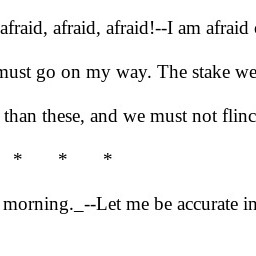 afraid, afraid, afraid!--I am afraid
must go on my way. The stake we
than these, and we must not
* * *
morning._--Let me be accurate in